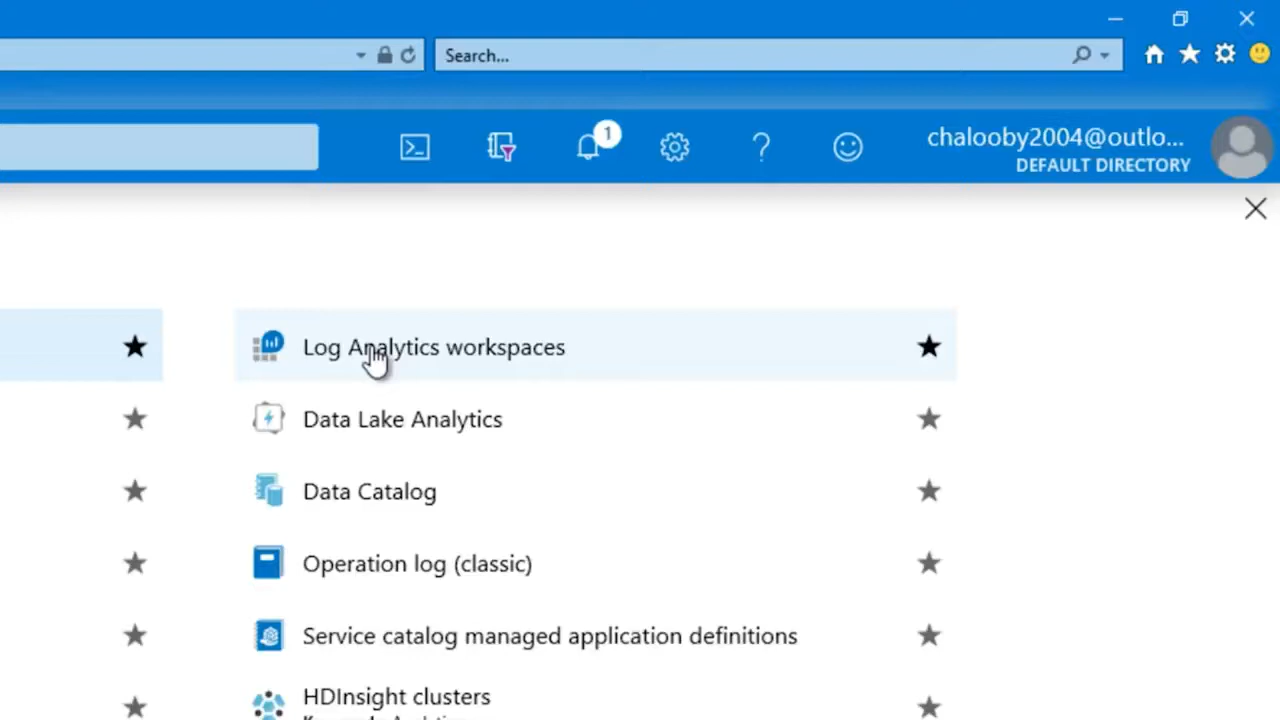 Search...
1
chalooby2004@outlo...
DEFAULT DIRECTORY
Log Analytics workspaces
Data Lake Analytics
Data Catalog
Operation log (classic)
Service catalog managed application definitions
HDInsight clusters